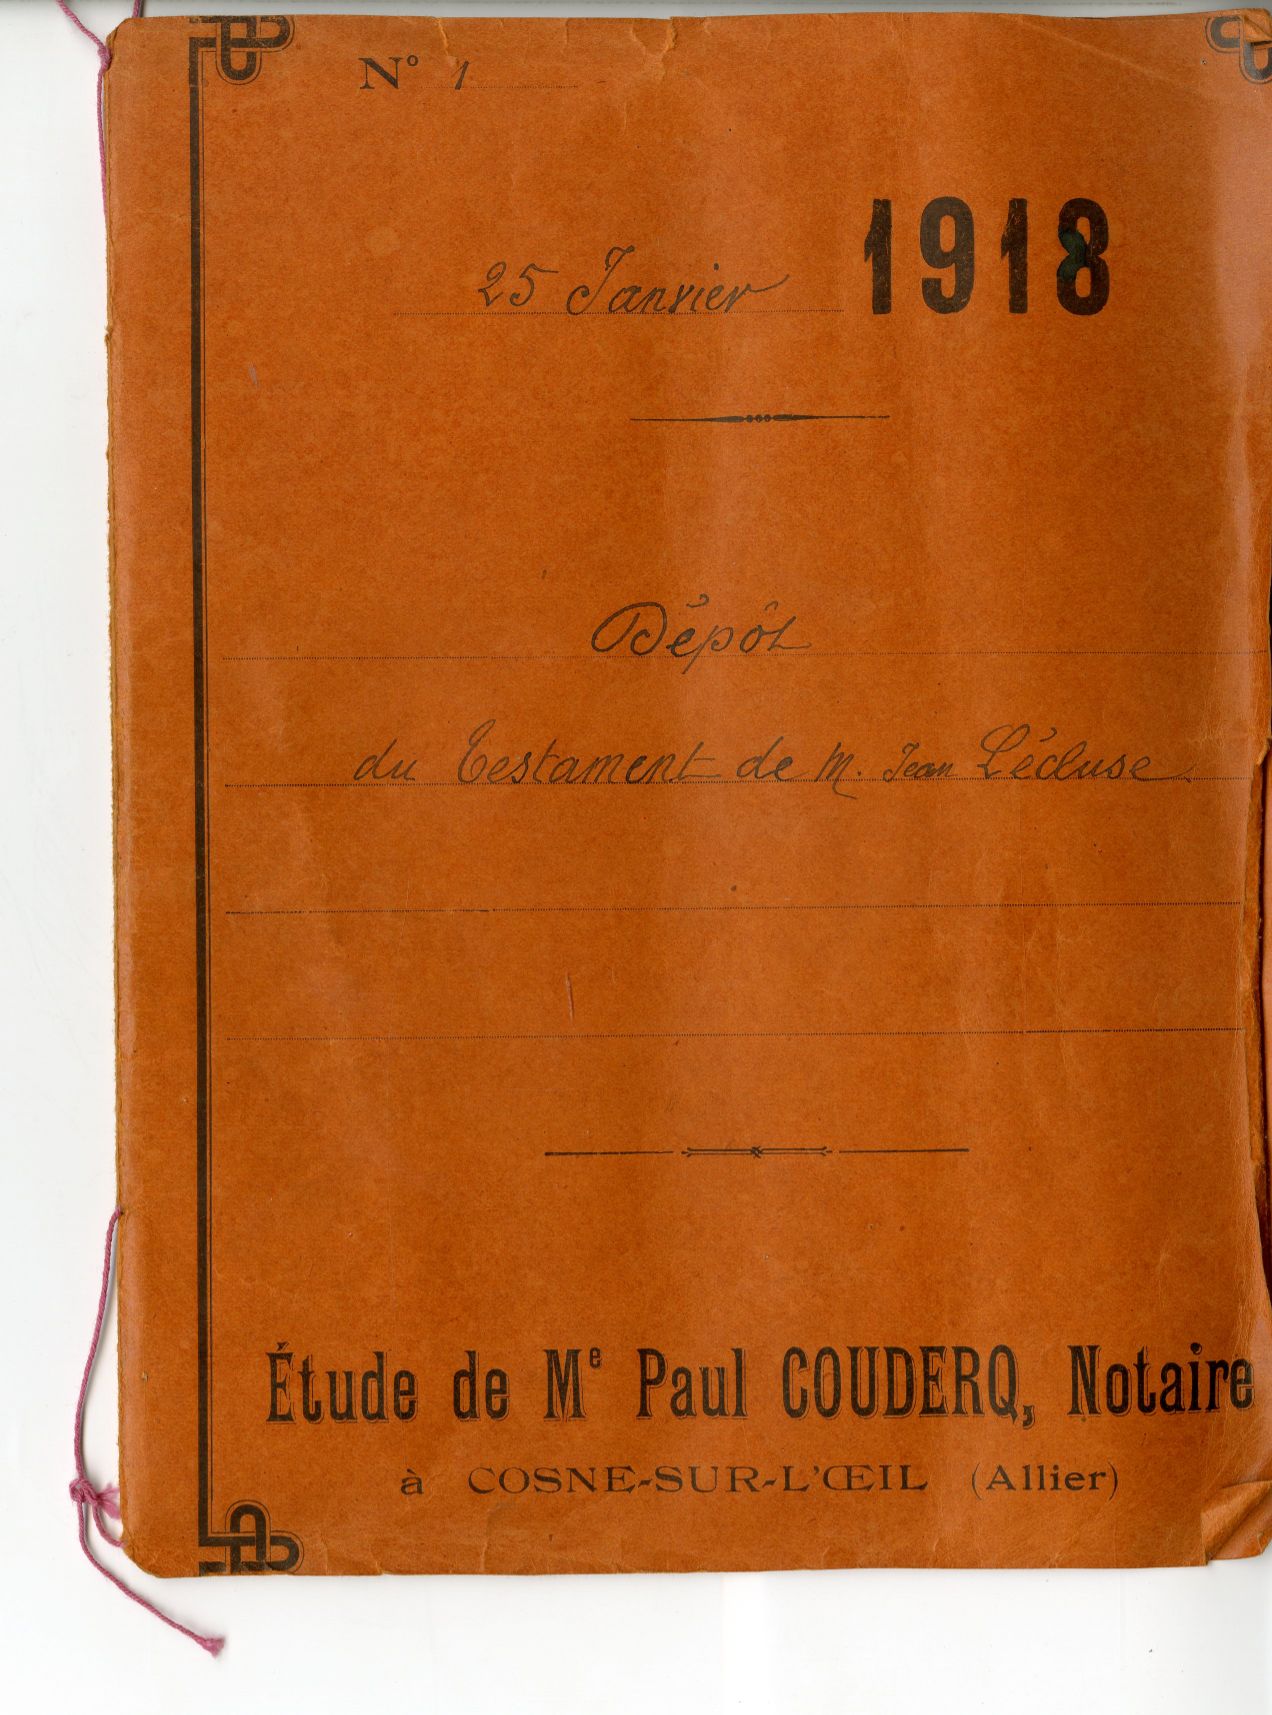 N° 1
25 Janvier 1918
Dépôt
du Testament de M. Jean Lécluse
Étude de Mᵉ Paul COUDERQ, Notaire
à COSNE-SUR-L'ŒIL (Allier)